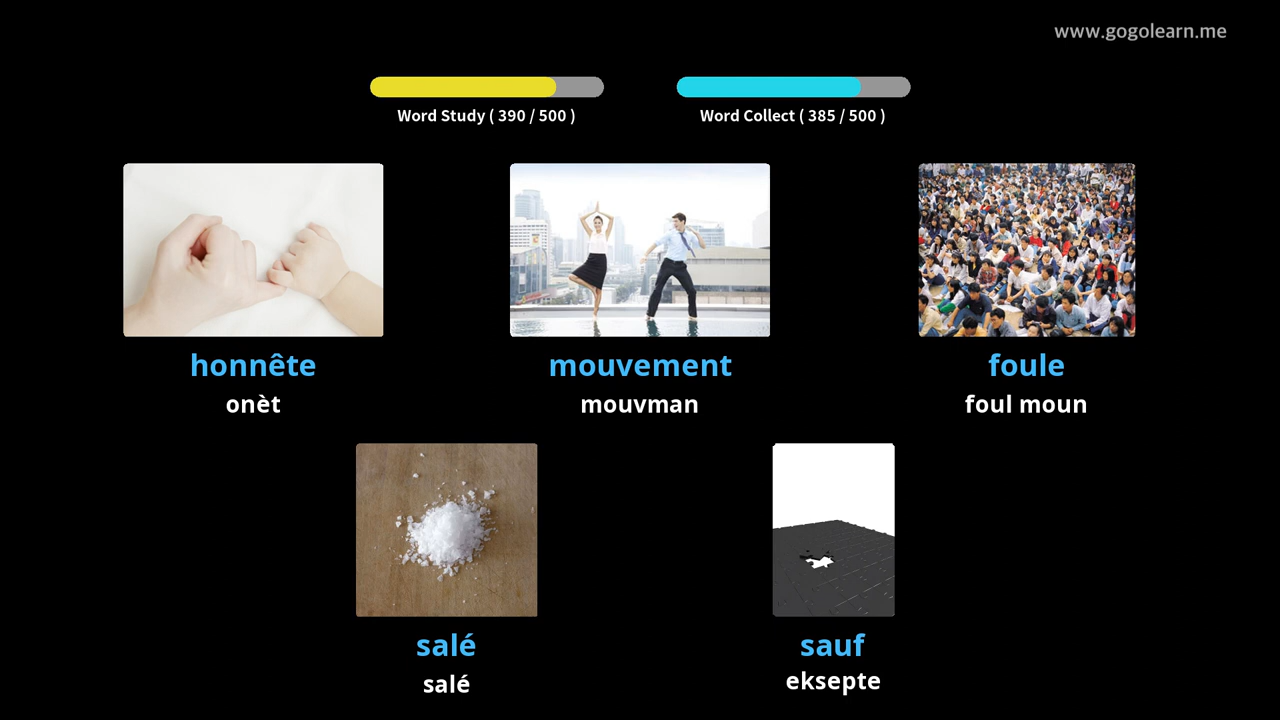 www.gogolearn.me
Word Study ( 390 / 500 )
Word Collect ( 385 / 500 )
honnête
onèt
mouvement
mouvman
foule
foul moun
salé
salé
sauf
eksepte